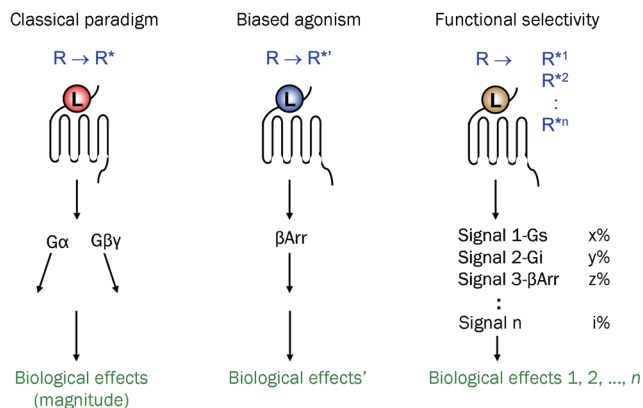 Classical paradigm
R → R*
L
Gα Gβγ
Biological effects
(magnitude)
Biased agonism
R → R*’
L
βArr
Biological effects’
Functional selectivity
R → R*1
R*2
:
R*n
L
Signal 1-Gs x%
Signal 2-Gi y%
Signal 3-βArr z%
:
Signal n i%
Biological effects 1, 2, ..., n